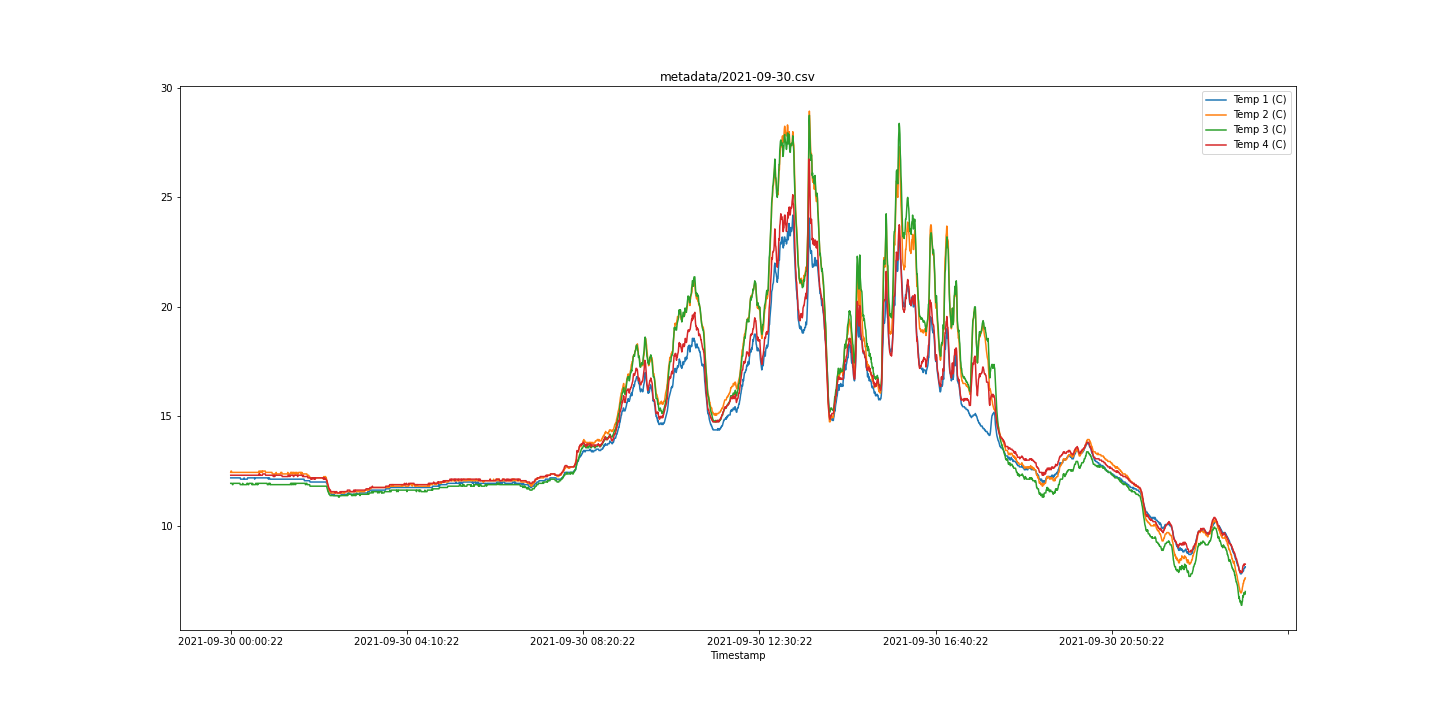 metadata/2021-09-30.csv
30
25
20
15
10
Temp 1 (C)
Temp 2 (C)
Temp 3 (C)
Temp 4 (C)
2021-09-30 00:00:22
2021-09-30 04:10:22
2021-09-30 08:20:22
2021-09-30 12:30:22
2021-09-30 16:40:22
2021-09-30 20:50:22
Timestamp